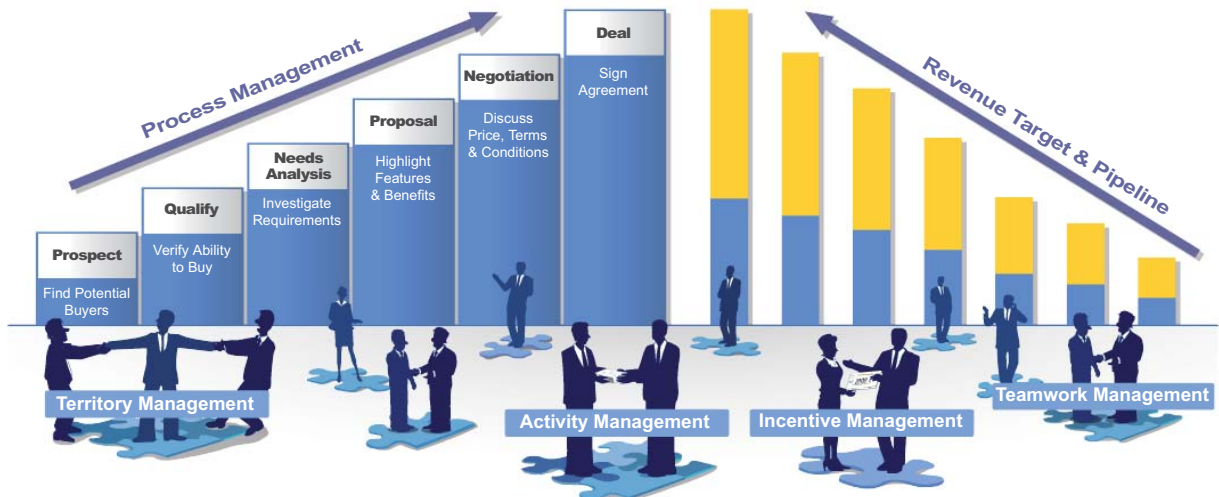 Process Management
Revenue Target & Pipeline
Prospect
Find Potential
Buyers
Qualify
Verify Ability
to Buy
Needs
Analysis
Investigate
Requirements
Proposal
Highlight
Features
& Benefits
Negotiation
Discuss
Price, Terms
& Conditions
Deal
Sign
Agreement
Territory Management
Activity Management
Incentive Management
Teamwork Management